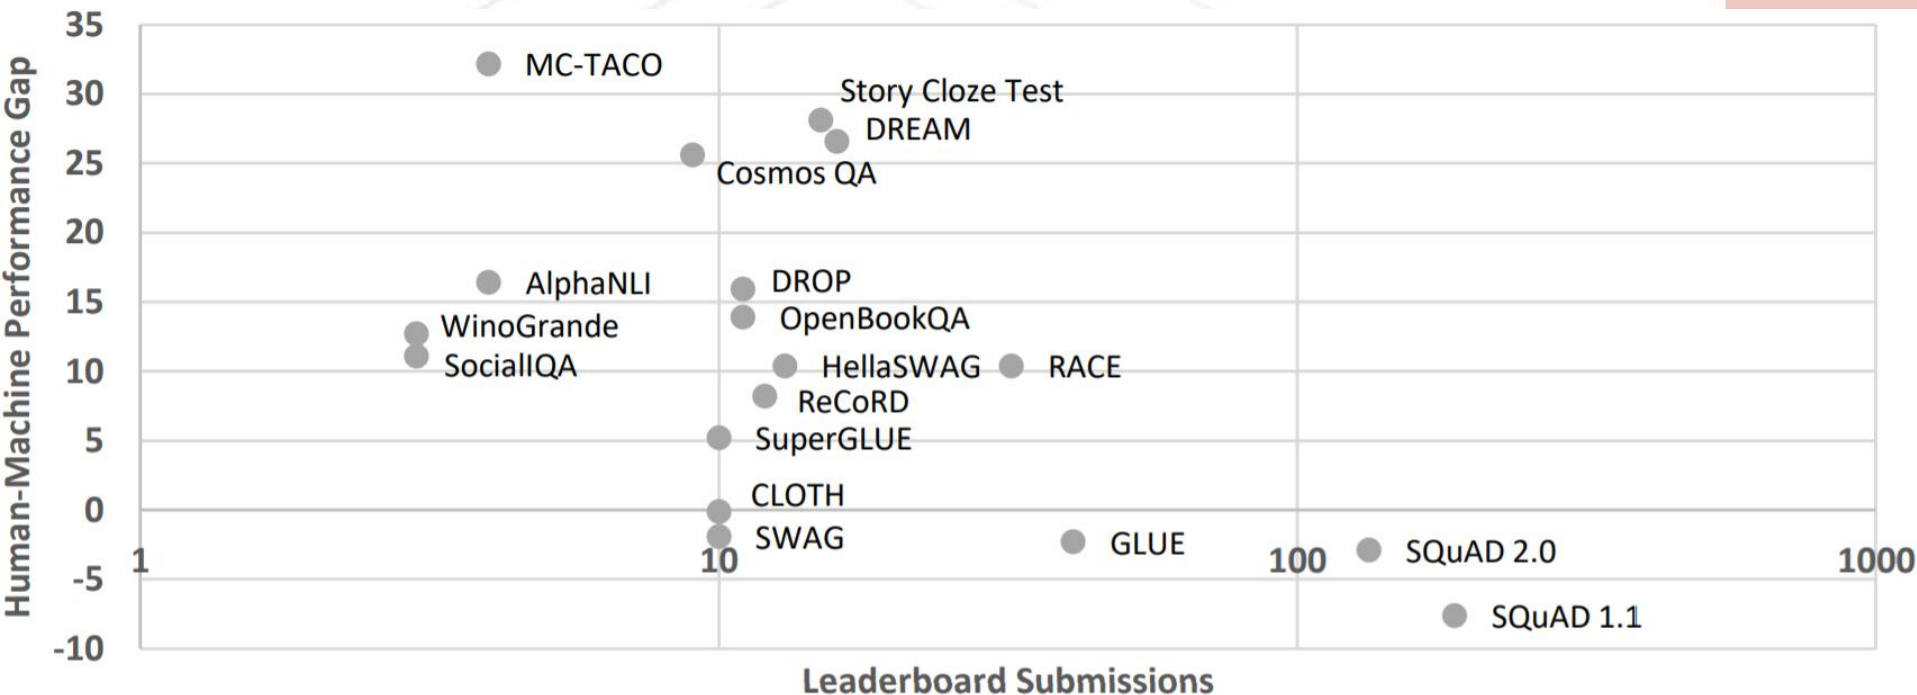 Human-Machine Performance Gap
35
30
25
20
15
10
5
0
-5
-10
MC-TACO
Story Cloze Test
DREAM
Cosmos QA
AlphaNLI
DROP
WinoGrande
OpenBookQA
SocialIQA
HellaSWAG
RACE
ReCoRD
SuperGLUE
CLOTH
SWAG
GLUE
SQuAD 2.0
SQuAD 1.1
1
10
100
1000
Leaderboard Submissions